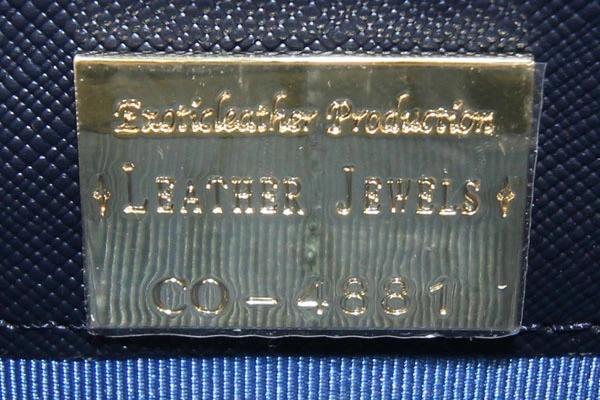 Exoticleather Production
LEATHER JEWELS
CO-4881